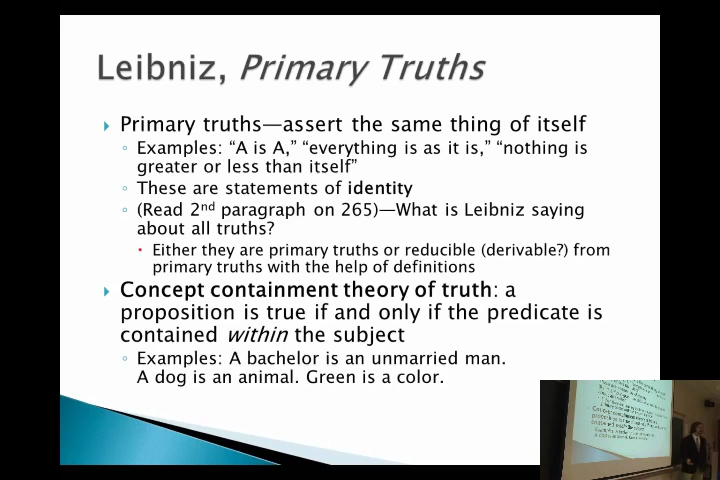 Leibniz, Primary Truths
Primary truths—assert the same thing of itself
Examples: “A is A,” “everything is as it is,” “nothing is
greater or less than itself”
These are statements of identity
(Read 2nd paragraph on 265)—What is Leibniz saying
about all truths?
Either they are primary truths or reducible (derivable?) from
primary truths with the help of definitions
Concept containment theory of truth: a
proposition is true if and only if the predicate is
contained within the subject
Examples: A bachelor is an unmarried man.
A dog is an animal. Green is a color.